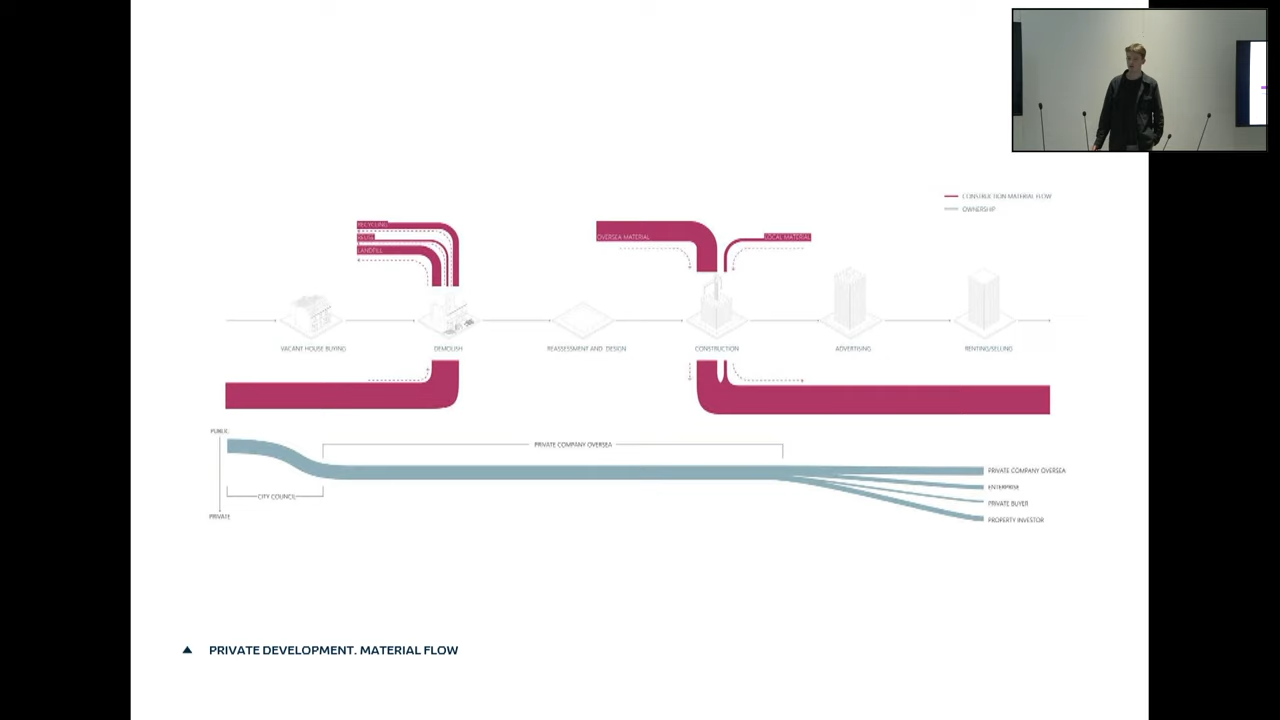 CONSTRUCTION MATERIAL FLOW
OWNERSHIP
RECYCLING
REUSE
LANDFILL
OVERSEA MATERIAL
LOCAL MATERIAL
VACANT HOUSE BUYING
DEMOLISH
REASSESSMENT AND DESIGN
CONSTRUCTION
ADVERTISING
RENTING/SELLING
PUBLIC
PRIVATE COMPANY OVERSEA
CITY COUNCIL
PRIVATE
PRIVATE COMPANY OVERSEA
ENTERPRISE
PRIVATE BUYER
PROPERTY INVESTOR
PRIVATE DEVELOPMENT. MATERIAL FLOW